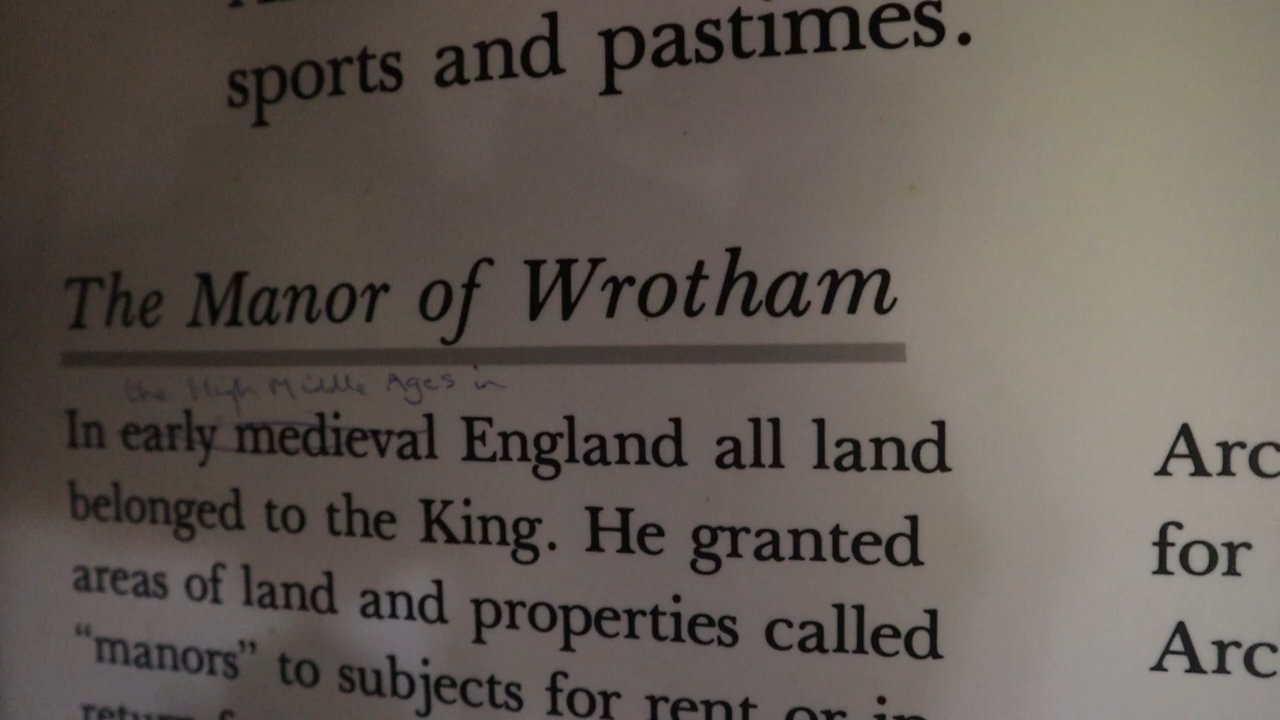 sports and pastimes.
The Manor of Wrotham
the High Middle Ages in
In early medieval England all land
belonged to the King. He granted
areas of land and properties called
“manors” to subjects for rent or in
Arc
for
Arc